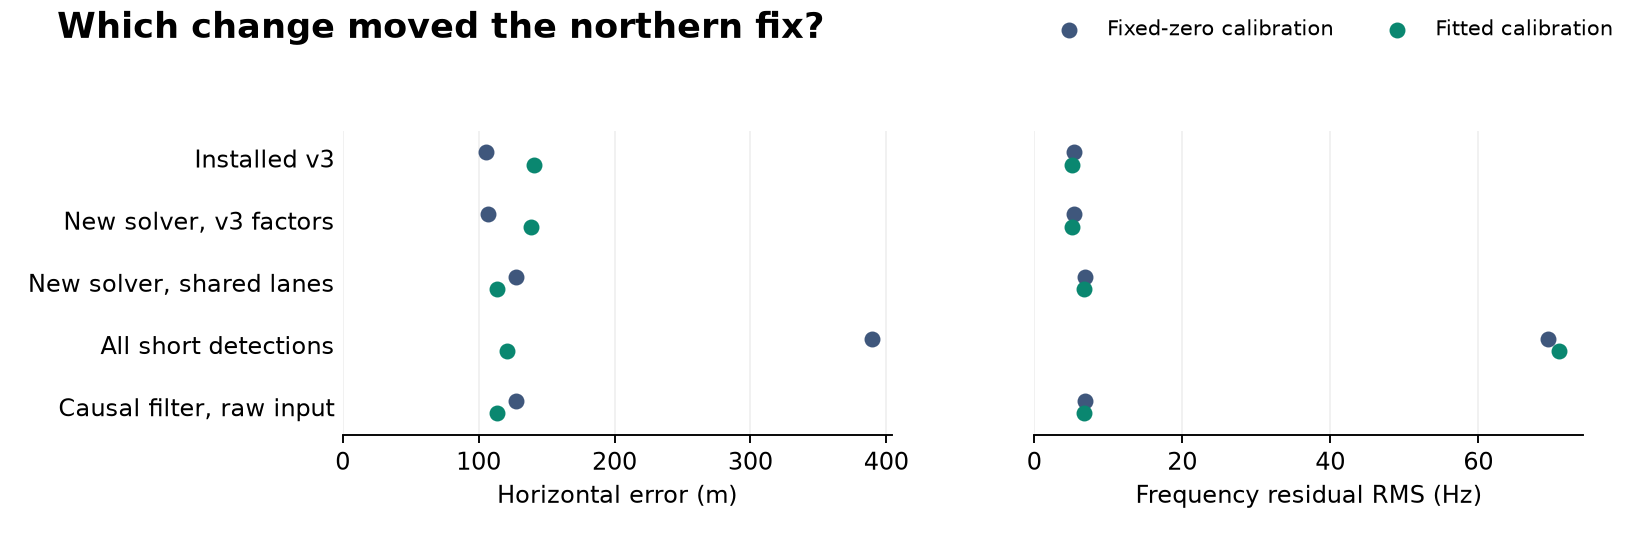 Which change moved the northern fix?
Fixed-zero calibration
Fitted calibration
Installed v3
New solver, v3 factors
New solver, shared lanes
All short detections
Causal filter, raw input
0 100 200 300 400
Horizontal error (m)
0 20 40 60
Frequency residual RMS (Hz)